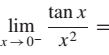 lim x→0⁻ tan x / x² =